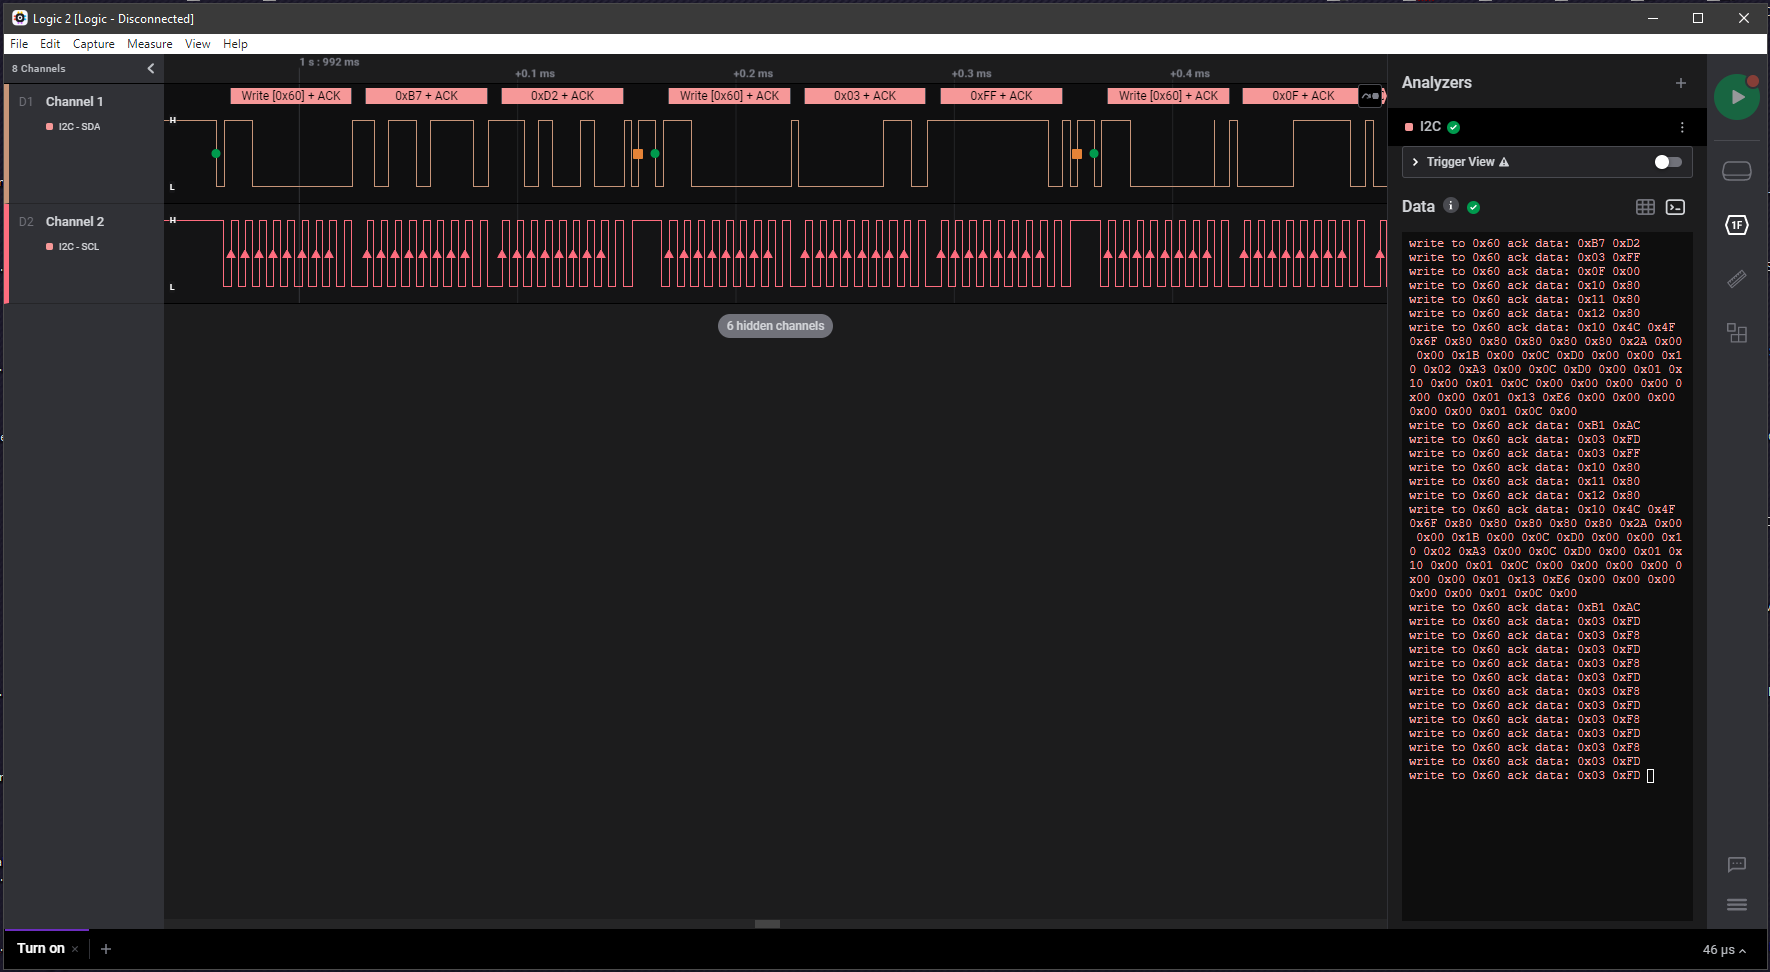 Logic 2 [Logic - Disconnected]
File Edit Capture Measure View Help
8 Channels
1 s : 992 ms
+0.1 ms +0.2 ms +0.3 ms +0.4 ms
D1 Channel 1
I2C - SDA
Write [0x60] + ACK 0xB7 + ACK 0xD2 + ACK Write [0x60] + ACK 0x03 + ACK 0xFF + ACK Write [0x60] + ACK 0x0F + ACK
H
L
D2 Channel 2
I2C - SCL
H
L
6 hidden channels
Analyzers
I2C
Trigger View
Data
1F
write to 0x60 ack data: 0xB7 0xD2
write to 0x60 ack data: 0x03 0xFF
write to 0x60 ack data: 0x0F 0x00
write to 0x60 ack data: 0x10 0x80
write to 0x60 ack data: 0x11 0x80
write to 0x60 ack data: 0x12 0x80
write to 0x60 ack data: 0x10 0x4C 0x4F
0x6F 0x80 0x80 0x80 0x80 0x80 0x2A 0x00
0x00 0x1B 0x00 0x0C 0xD0 0x00 0x00 0x1
0 0x02 0xA3 0x00 0x0C 0xD0 0x00 0x01 0x
10 0x00 0x01 0x0C 0x00 0x00 0x00 0x00 0
x00 0x00 0x01 0x13 0xE6 0x00 0x00 0x00
0x00 0x00 0x01 0x0C 0x00
write to 0x60 ack data: 0xB1 0xAC
write to 0x60 ack data: 0x03 0xFD
write to 0x60 ack data: 0x03 0xFF
write to 0x60 ack data: 0x10 0x80
write to 0x60 ack data: 0x11 0x80
write to 0x60 ack data: 0x12 0x80
write to 0x60 ack data: 0x10 0x4C 0x4F
0x6F 0x80 0x80 0x80 0x80 0x80 0x2A 0x00
0x00 0x1B 0x00 0x0C 0xD0 0x00 0x00 0x1
0 0x02 0xA3 0x00 0x0C 0xD0 0x00 0x01 0x
10 0x00 0x01 0x0C 0x00 0x00 0x00 0x00 0
x00 0x00 0x01 0x13 0xE6 0x00 0x00 0x00
0x00 0x00 0x01 0x0C 0x00
write to 0x60 ack data: 0xB1 0xAC
write to 0x60 ack data: 0x03 0xFD
write to 0x60 ack data: 0x03 0xF8
write to 0x60 ack data: 0x03 0xFD
write to 0x60 ack data: 0x03 0xF8
write to 0x60 ack data: 0x03 0xFD
write to 0x60 ack data: 0x03 0xF8
write to 0x60 ack data: 0x03 0xFD
write to 0x60 ack data: 0x03 0xF8
write to 0x60 ack data: 0x03 0xFD
write to 0x60 ack data: 0x03 0xF8
write to 0x60 ack data: 0x03 0xFD
write to 0x60 ack data: 0x03 0xFD
Turn on
46 µs